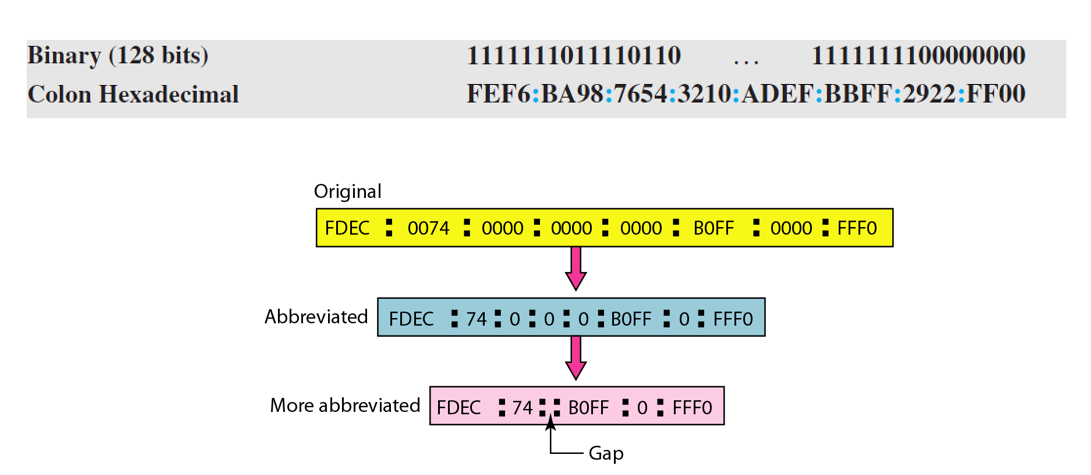 Binary (128 bits) 1111111011110110 … 1111111100000000
Colon Hexadecimal FEF6:BA98:7654:3210:ADEF:BBFF:2922:FF00
Original
FDEC : 0074 : 0000 : 0000 : 0000 : B0FF : 0000 : FFF0
Abbreviated FDEC : 74 : 0 : 0 : 0 : B0FF : 0 : FFF0
More abbreviated FDEC : 74 : : B0FF : 0 : FFF0
Gap